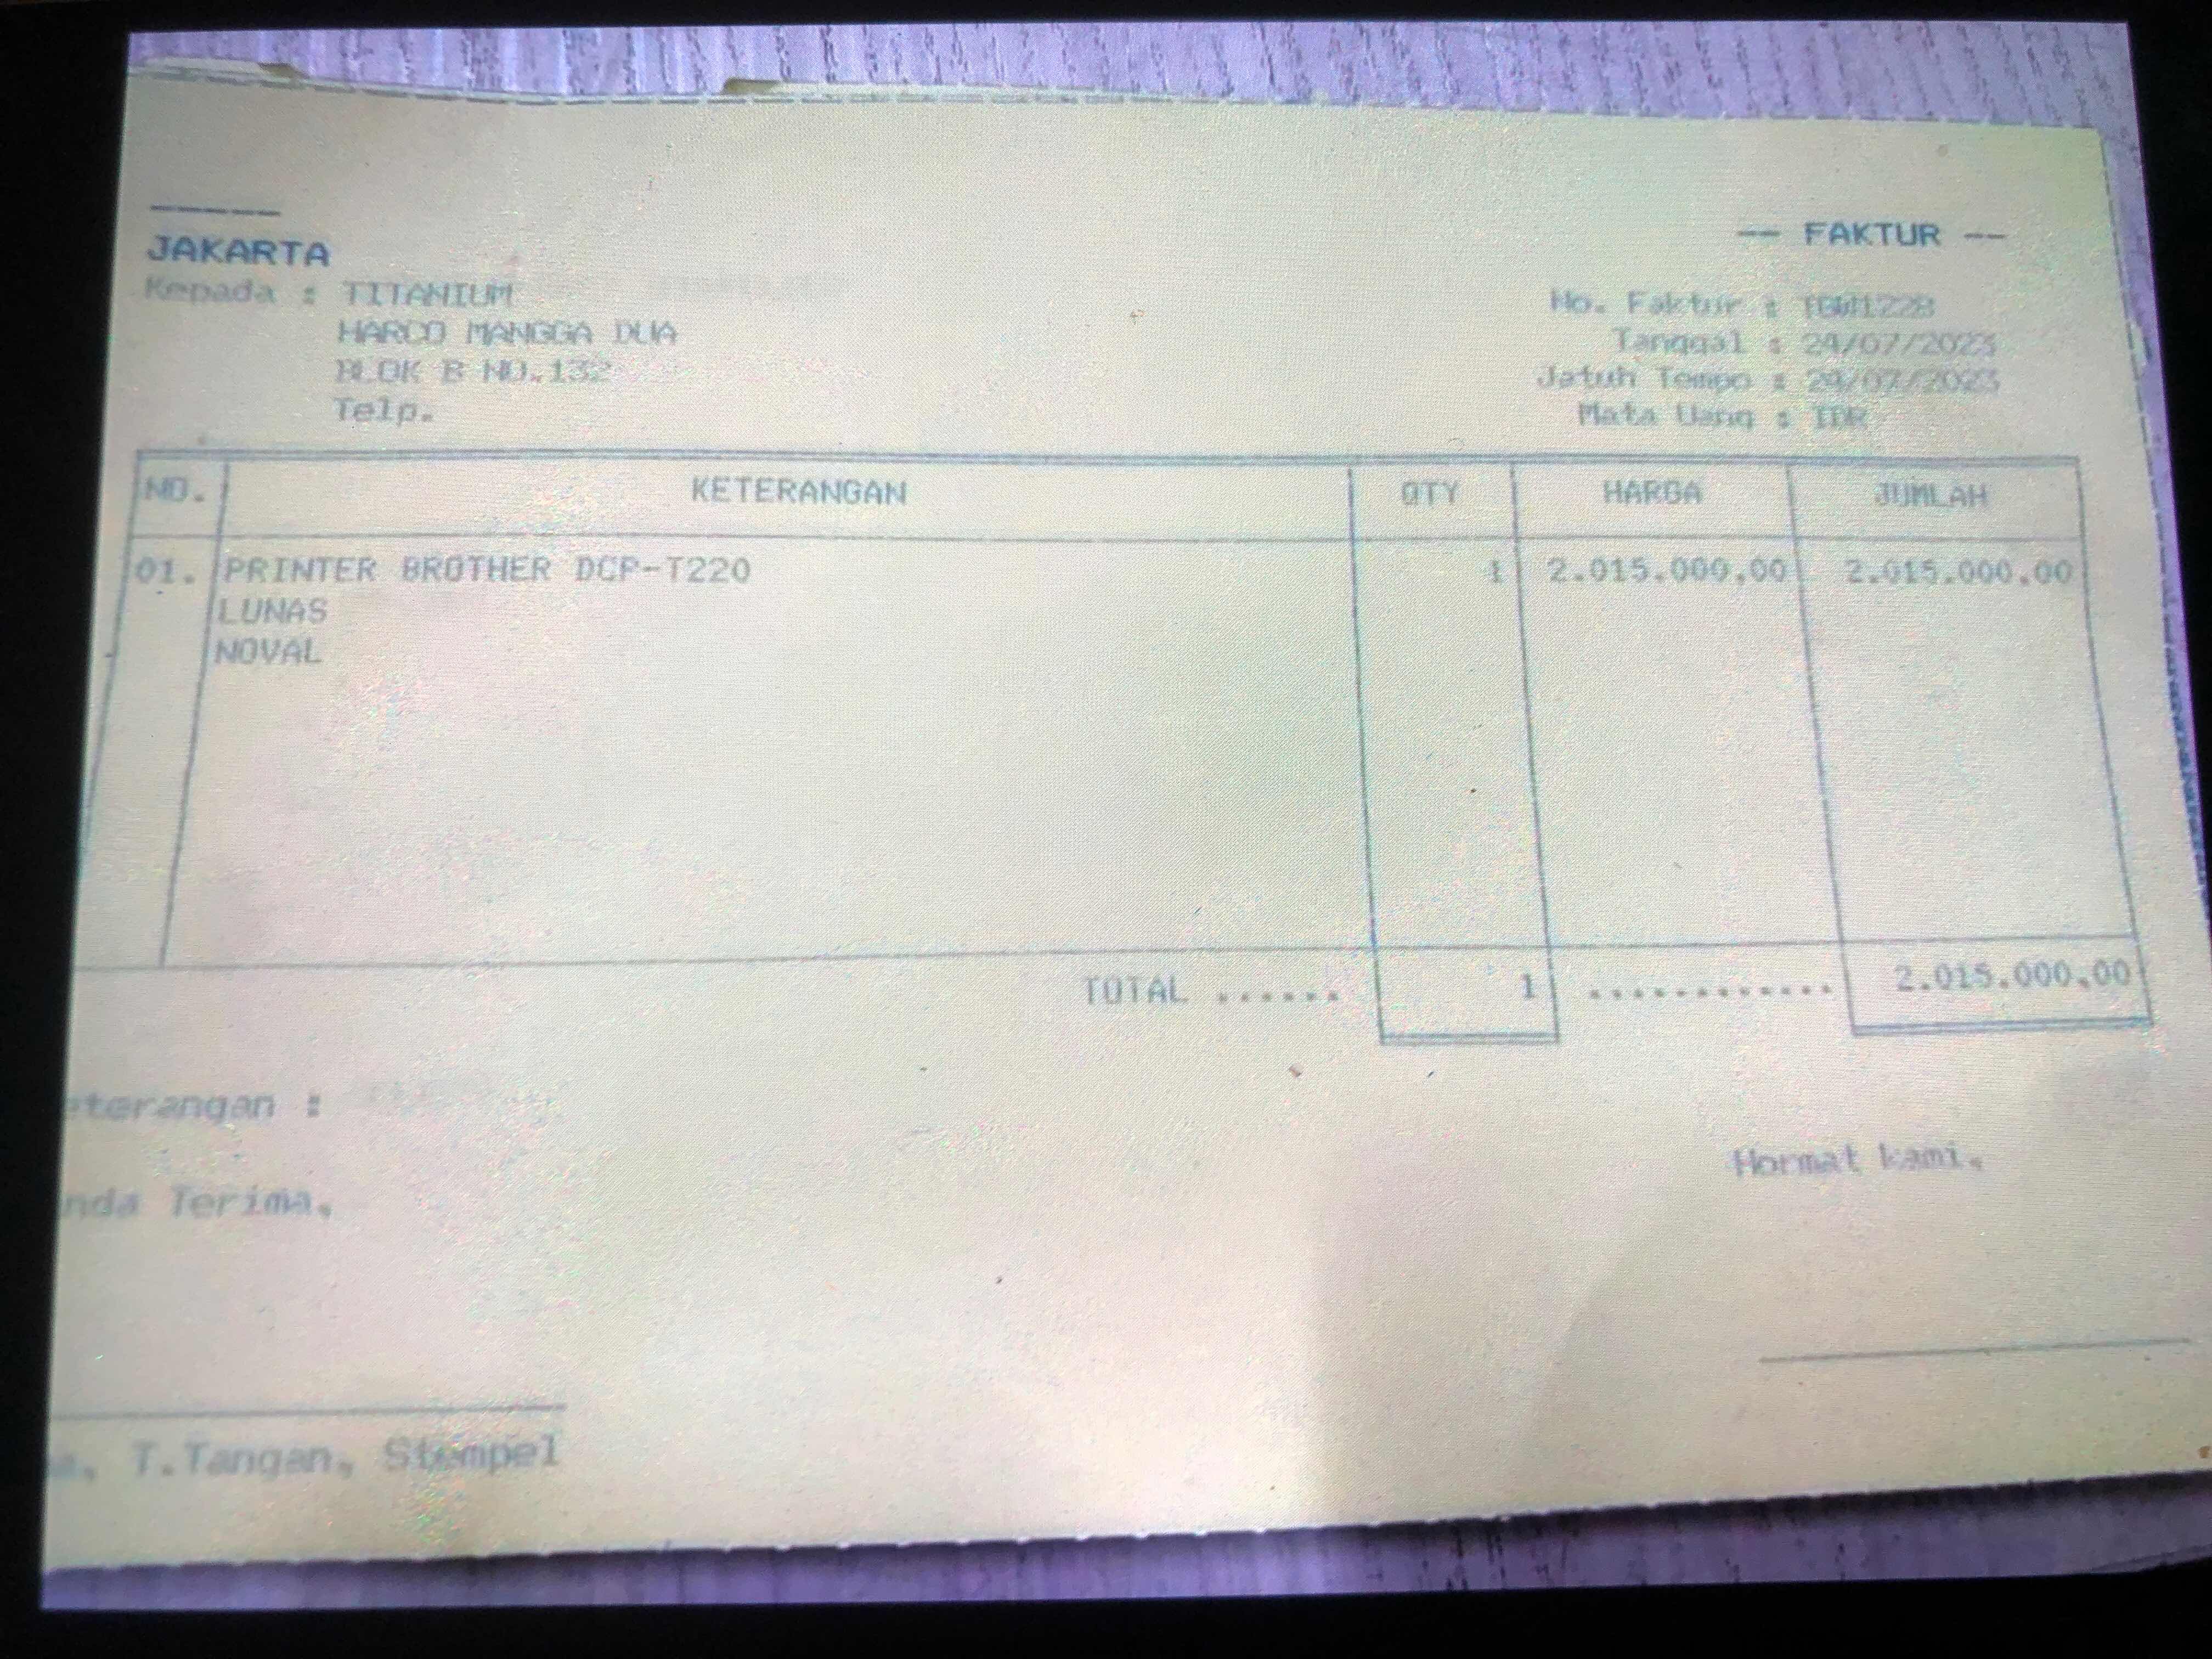 JAKARTA
-- FAKTUR --
Kepada : TITANIUM
HARCO MANGGA DUA
BLOK B NO.132
Telp.
No. Faktur :
Tanggal : 24/07/2023
Jatuh Tempo : 24/07/2023
Mata Uang : IDR
NO. KETERANGAN QTY HARGA JUMLAH
01. PRINTER BROTHER DCP-T220 1 2.015.000.00 2.015.000.00
LUNAS
NOVAL
TOTAL ...... 1 ............ 2.015.000.00
eterangan :
Hormat kami,
nda Terima,
a, T.Tangan, Stempel